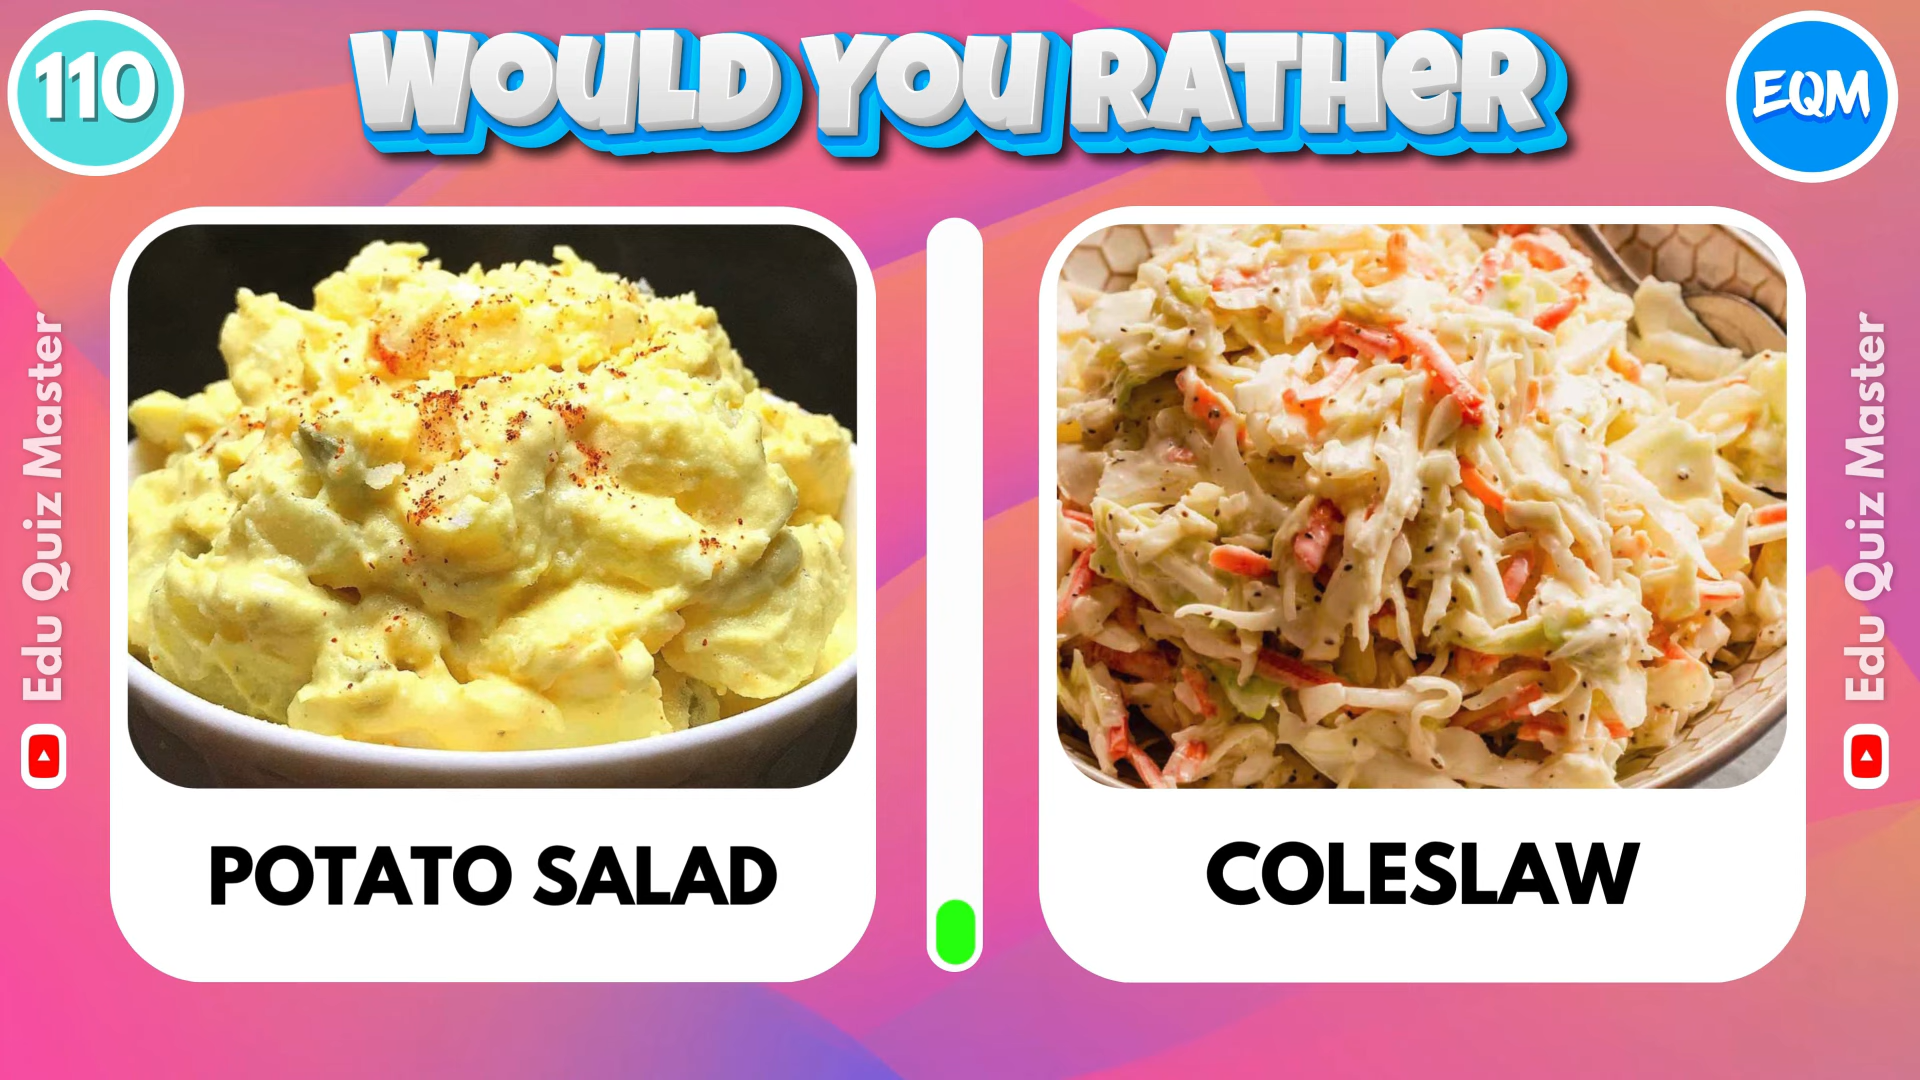 110
WOULD YOU RATHER
EQM
Edu Quiz Master
Edu Quiz Master
POTATO SALAD
COLESLAW